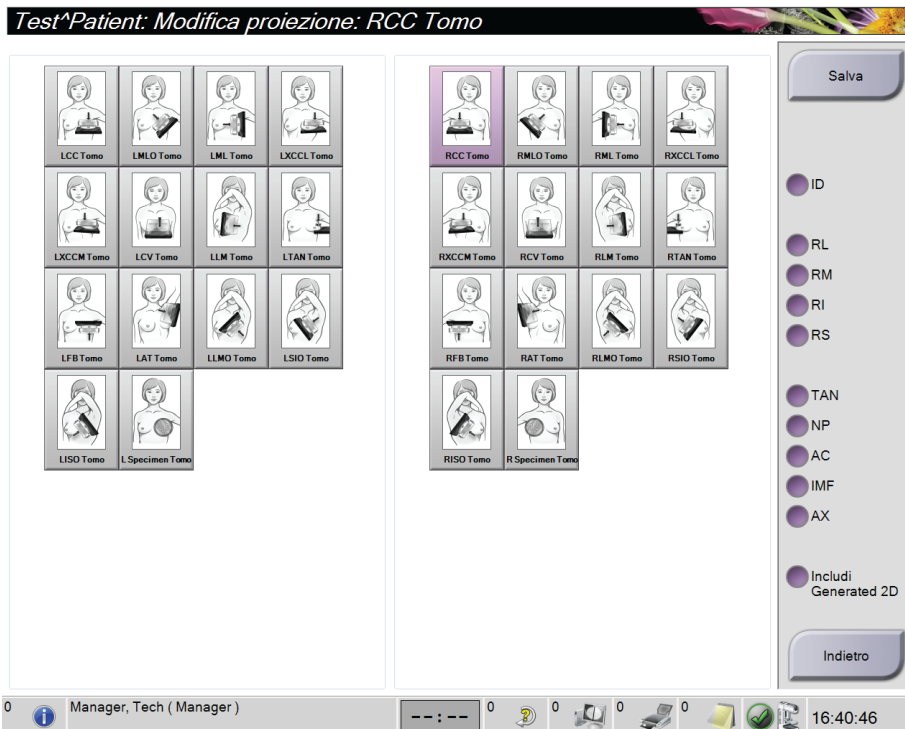 Test^Patient: Modifica proiezione: RCC Tomo
LCC Tomo
LMLO Tomo
LML Tomo
LXCCL Tomo
LXCCM Tomo
LCV Tomo
LLM Tomo
LTAN Tomo
LFB Tomo
LAT Tomo
LLMO Tomo
LSIO Tomo
LISO Tomo
L Specimen Tomo
RCC Tomo
RMLO Tomo
RML Tomo
RXCCL Tomo
RXCCM Tomo
RCV Tomo
RLM Tomo
RTAN Tomo
RFB Tomo
RAT Tomo
RLMO Tomo
RSIO Tomo
RISO Tomo
R Specimen Tomo
Salva
ID
RL
RM
RI
RS
TAN
NP
AC
IMF
AX
Includi
Generated 2D
Indietro
0
Manager, Tech ( Manager )
--:--
0
0
0
0
16:40:46